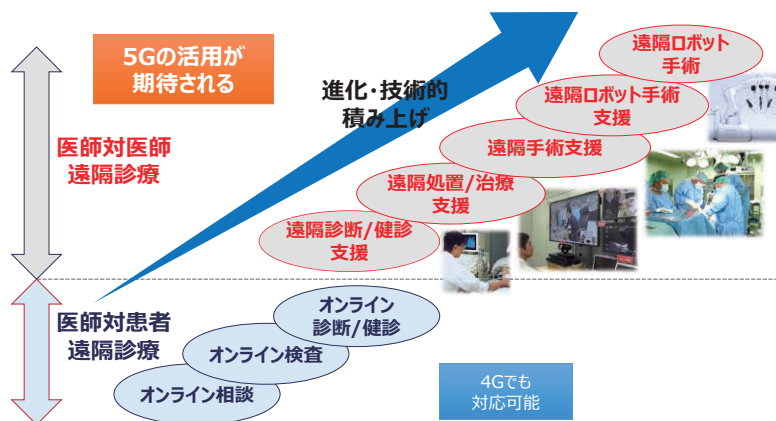 5Gの活用が
期待される
進化・技術的
積み上げ
遠隔ロボット
手術
遠隔ロボット手術
支援
遠隔手術支援
遠隔処置/治療
支援
遠隔診断/健診
支援
医師対医師
遠隔診療
医師対患者
遠隔診療
オンライン
診断/健診
オンライン検査
オンライン相談
4Gでも
対応可能